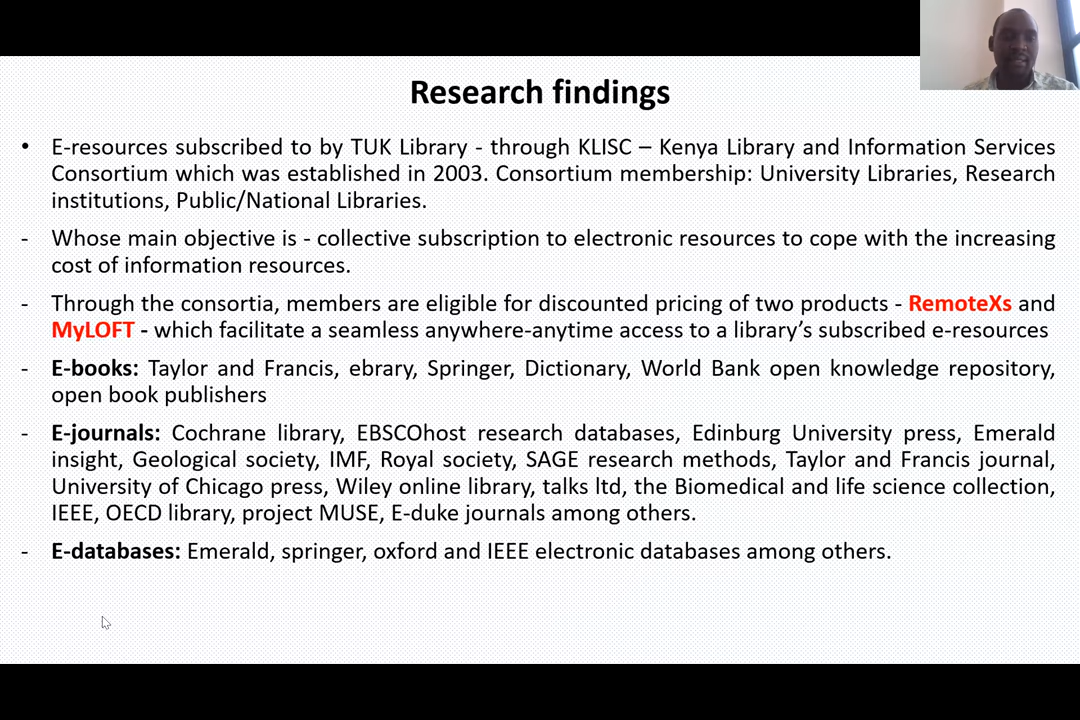 Research findings
• E-resources subscribed to by TUK Library - through KLISC – Kenya Library and Information Services
Consortium which was established in 2003. Consortium membership: University Libraries, Research
institutions, Public/National Libraries.
- Whose main objective is - collective subscription to electronic resources to cope with the increasing
cost of information resources.
- Through the consortia, members are eligible for discounted pricing of two products - RemoteXs and
MyLOFT - which facilitate a seamless anywhere-anytime access to a library’s subscribed e-resources
- E-books: Taylor and Francis, ebrary, Springer, Dictionary, World Bank open knowledge repository,
open book publishers
- E-journals: Cochrane library, EBSCOhost research databases, Edinburg University press, Emerald
insight, Geological society, IMF, Royal society, SAGE research methods, Taylor and Francis journal,
University of Chicago press, Wiley online library, talks ltd, the Biomedical and life science collection,
IEEE, OECD library, project MUSE, E-duke journals among others.
- E-databases: Emerald, springer, oxford and IEEE electronic databases among others.